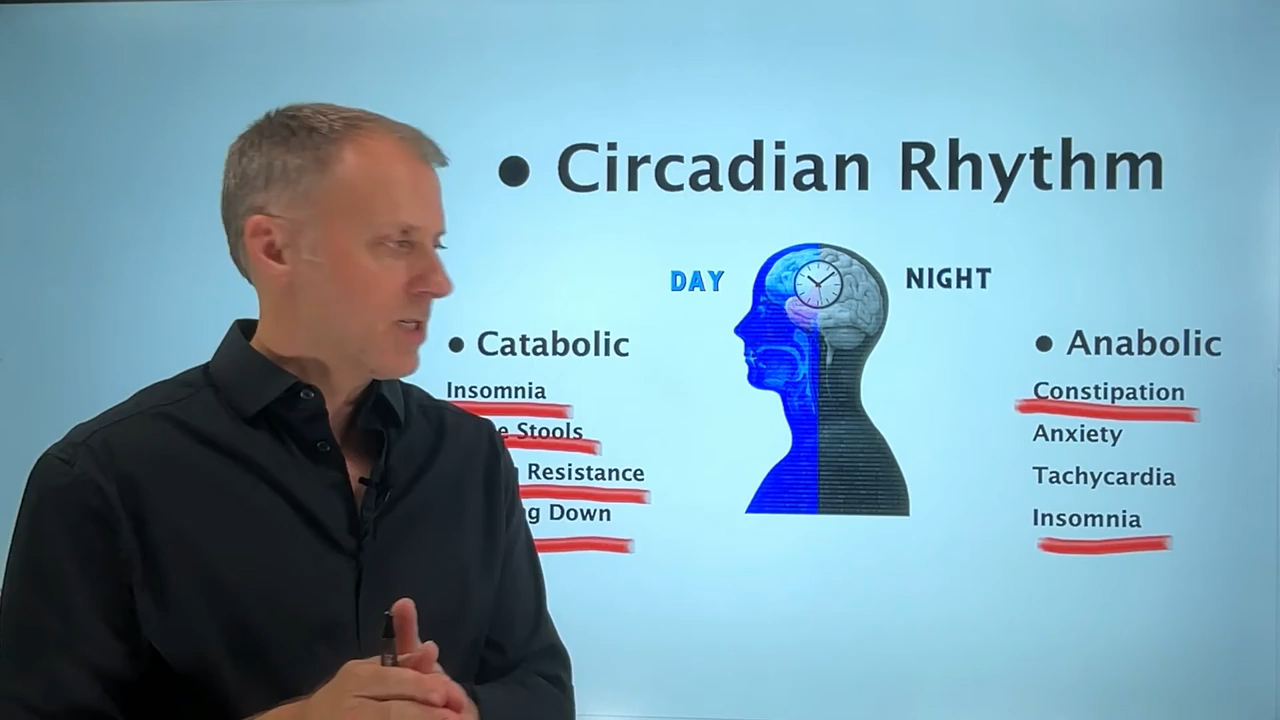 • Circadian Rhythm
DAY
NIGHT
• Catabolic
Insomnia
Stools
Resistance
Down
• Anabolic
Constipation
Anxiety
Tachycardia
Insomnia